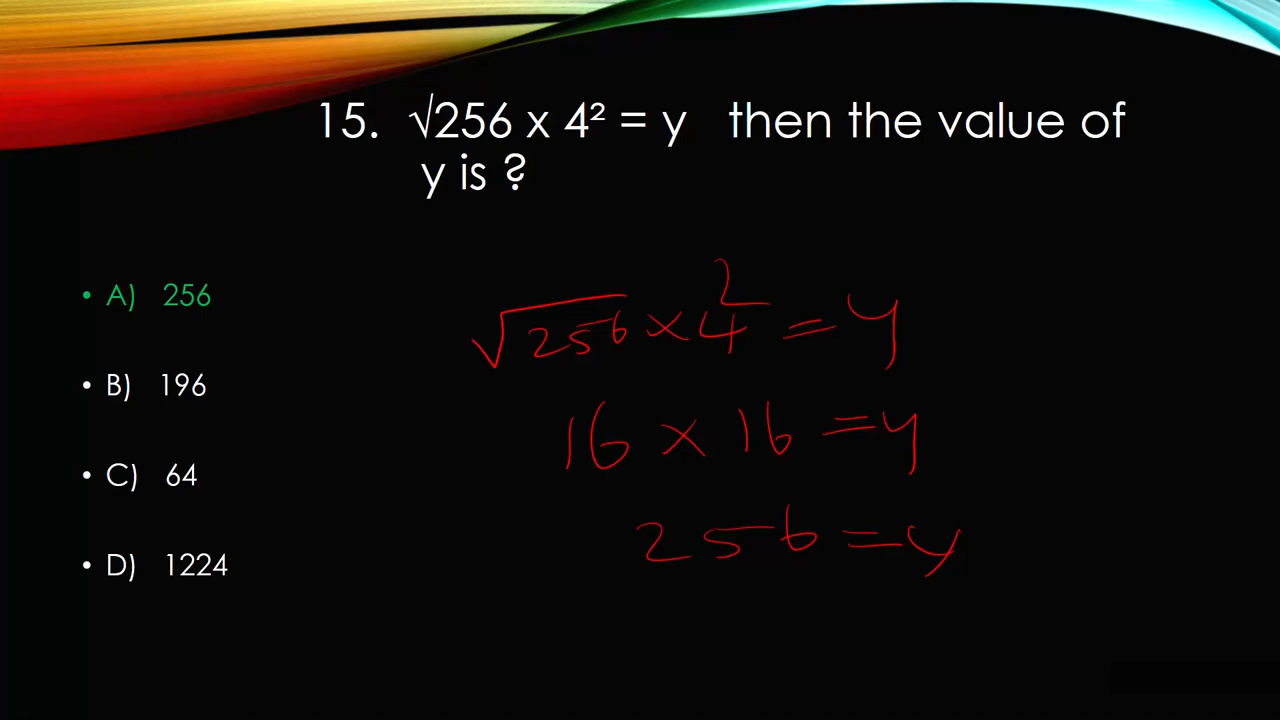 15. √256 x 4² = y then the value of
y is ?
• A) 256
• B) 196
• C) 64
• D) 1224
√256 × 4² = y
16 × 16 = y
256 = y